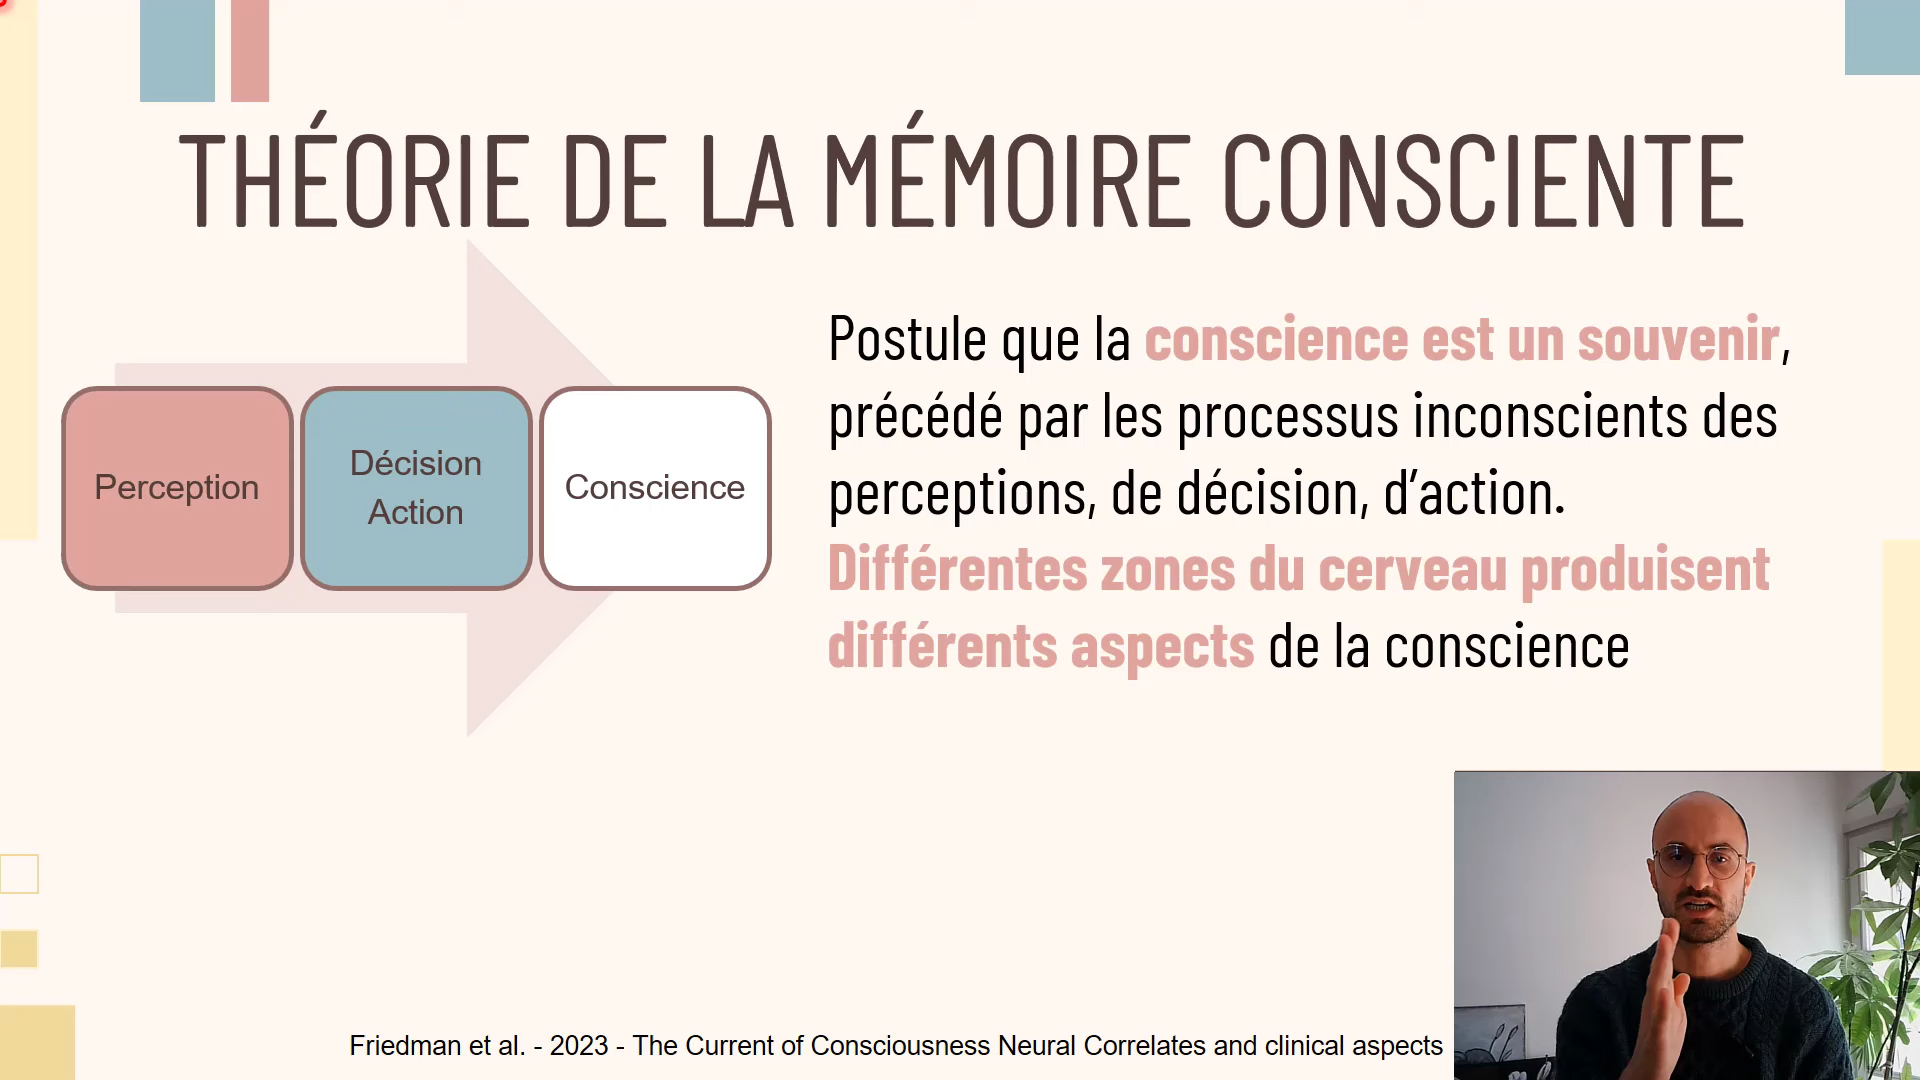 THÉORIE DE LA MÉMOIRE CONSCIENTE
Perception
Décision
Action
Conscience
Postule que la conscience est un souvenir,
précédé par les processus inconscients des
perceptions, de décision, d’action.
Différentes zones du cerveau produisent
différents aspects de la conscience
Friedman et al. - 2023 - The Current of Consciousness Neural Correlates and clinical aspects